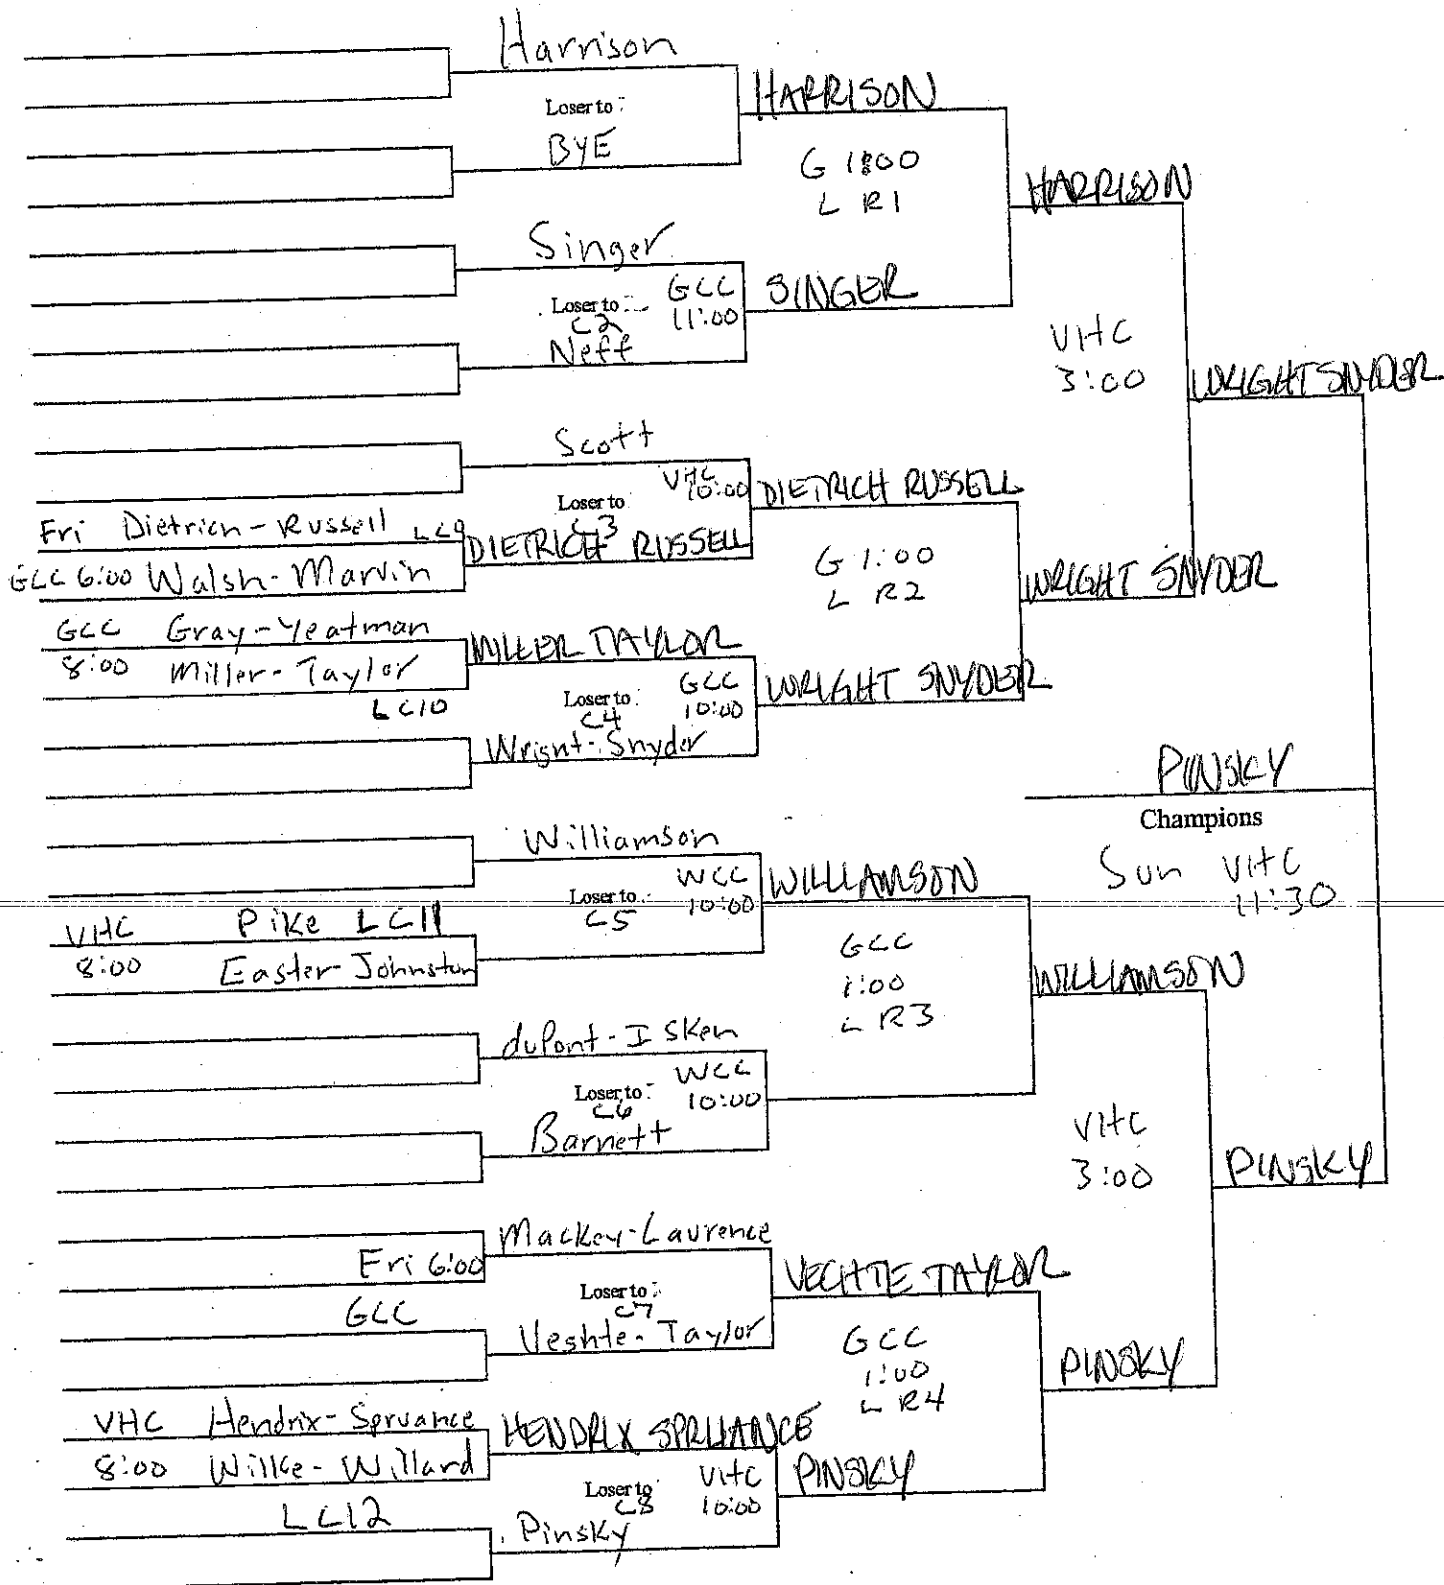 Harrison
Loser to:
BYE
HARRISON
G 1:00
L R1
HARRISON
Singer
Loser to:
C2
GCC
11:00
Neff
SINGER
VHC
3:00
WRIGHT SNYDER
Scott
VHC
10:00
Loser to
C3
DIETRICH RUSSELL
Fri Dietrich-Russell LC9
GCC 6:00 Walsh-Marvin
DIETRICH RUSSELL
G 1:00
L R2
WRIGHT SNYDER
GCC Gray-Yeatman
8:00 Miller-Taylor
LC10
MILLER TAYLOR
Loser to:
C4
GCC
10:00
Wright-Snyder
WRIGHT SNYDER
PINSKY
Champions
Sun VHC
11:30
Williamson
Loser to:
C5
WCC
10:00
WILLIAMSON
VHC Pike LC11
8:00 Easter-Johnston
GCC
1:00
L R3
WILLIAMSON
duPont-Isken
Loser to:
C6
WCC
10:00
Barnett
VHC
3:00
PINSKY
Mackey-Laurence
Fri 6:00
GCC
Loser to:
C7
Veshte-Taylor
VECHTE TAYLOR
GCC
1:00
L R4
PINSKY
VHC Hendrix-Spruance
8:00 Wilke-Willard
LC12
HENDRIX SPRUANCE
Loser to
C8
VHC
10:00
Pinsky
PINSKY